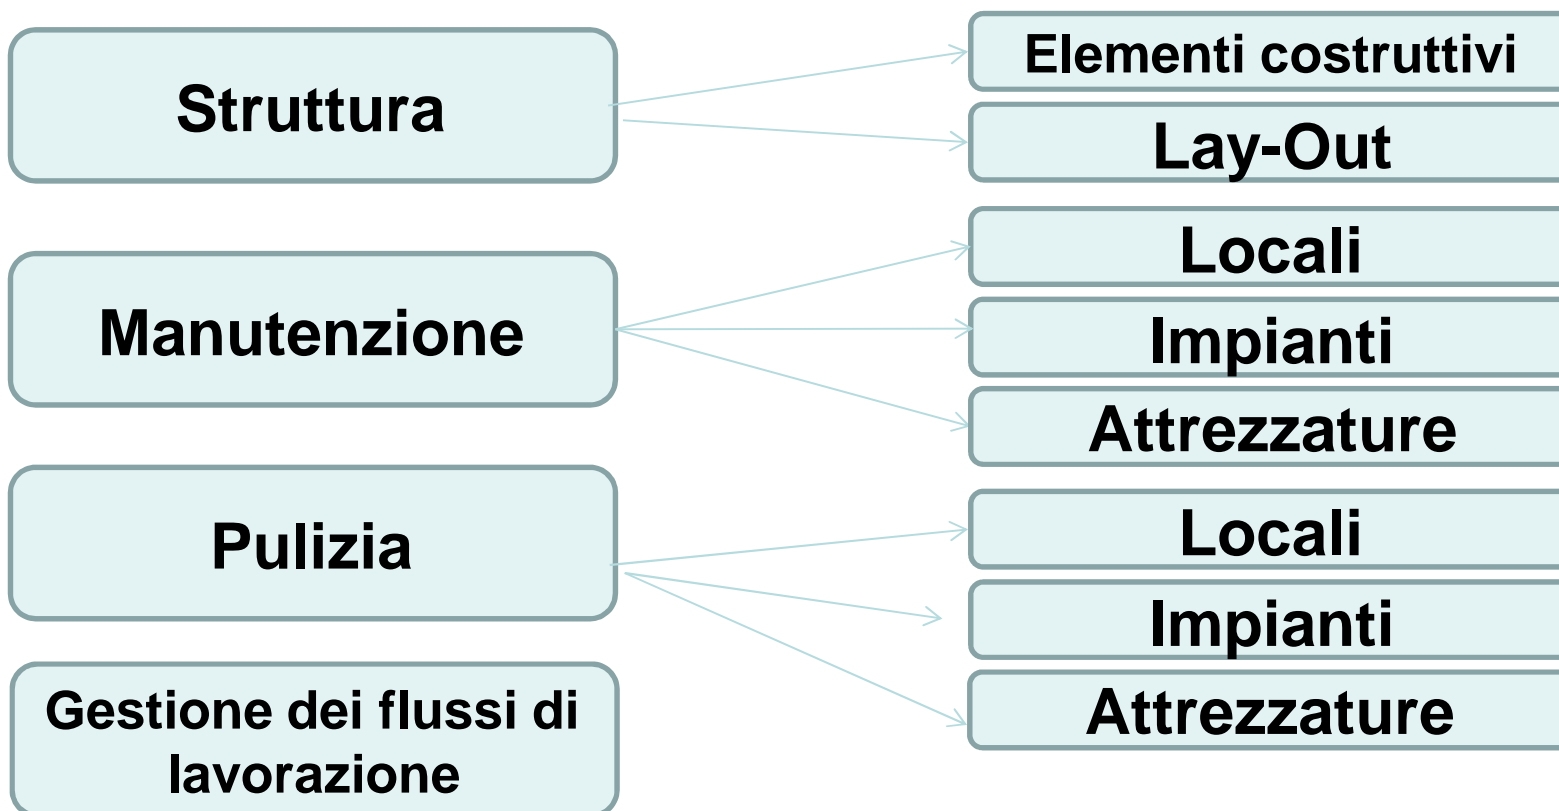 Struttura
Elementi costruttivi
Lay-Out
Manutenzione
Locali
Impianti
Attrezzature
Pulizia
Locali
Impianti
Attrezzature
Gestione dei flussi di
lavorazione